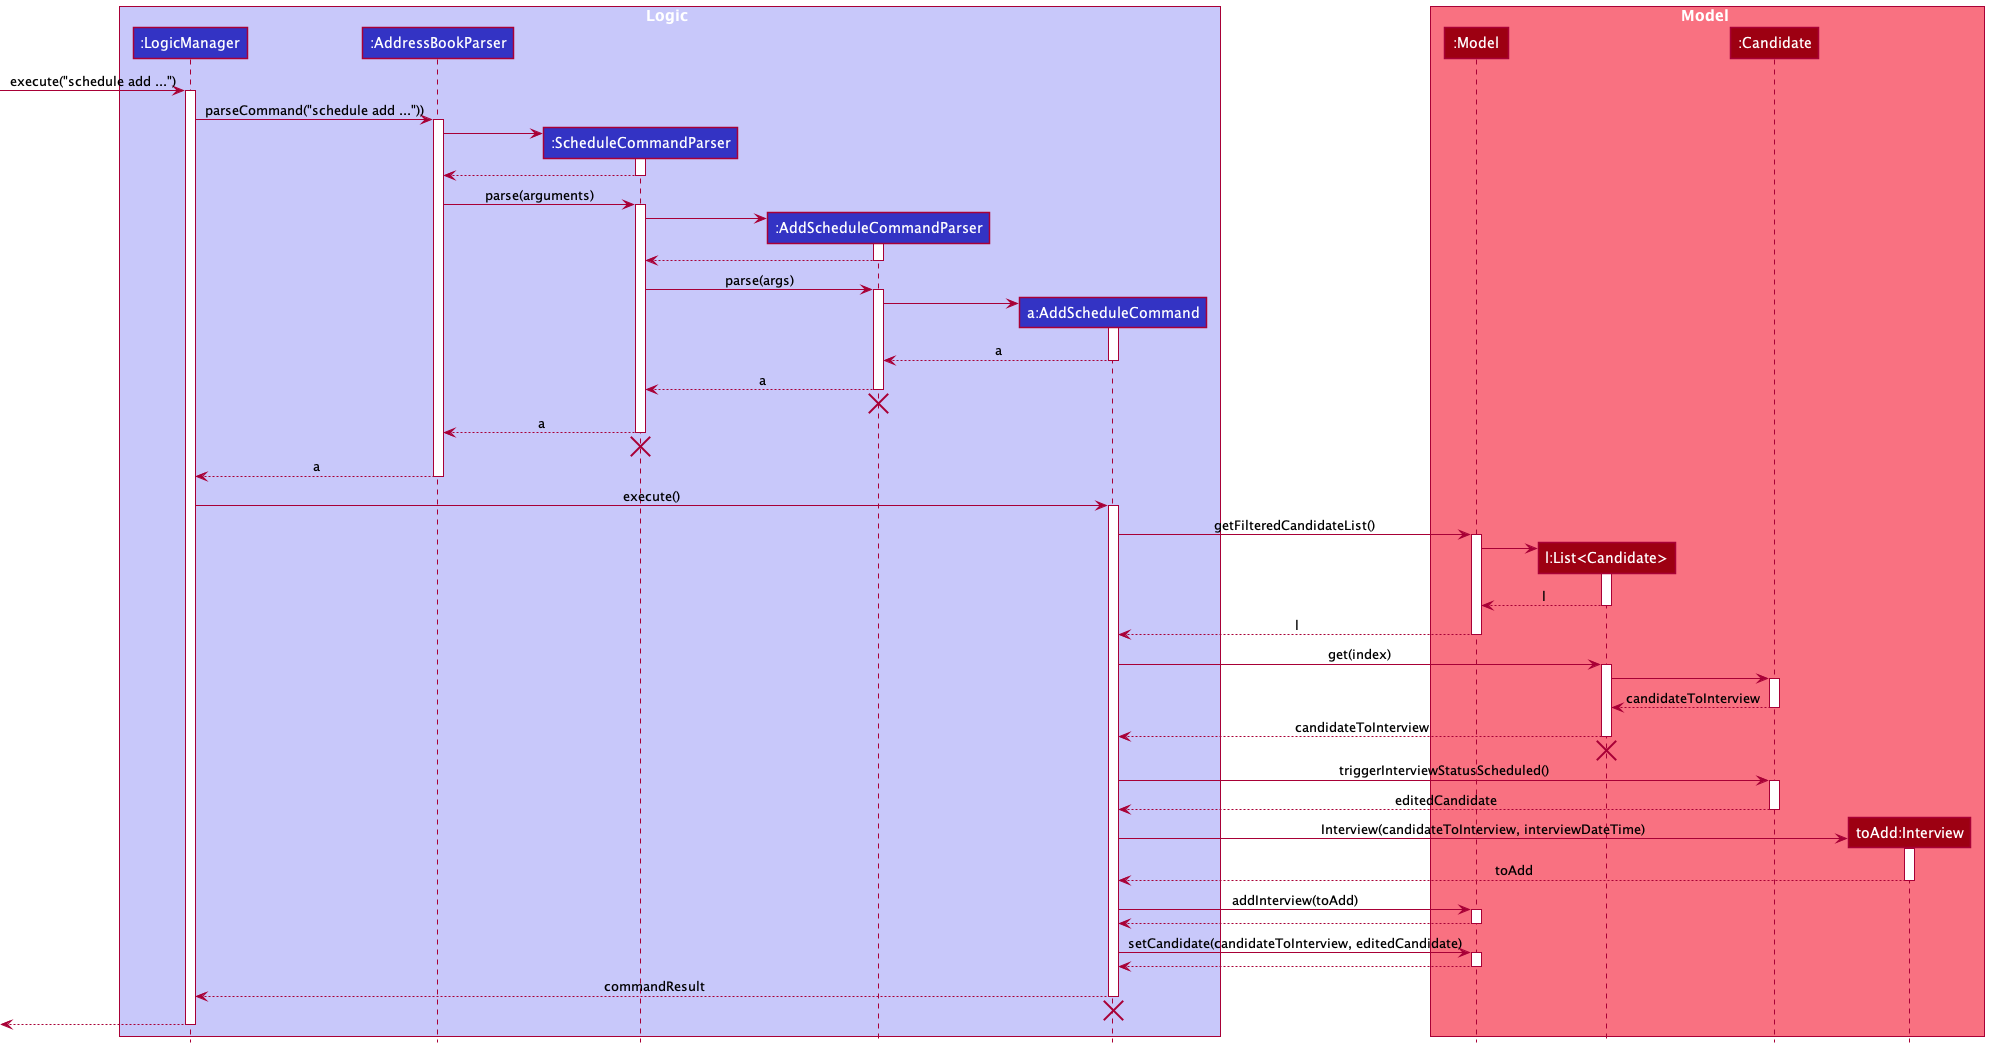 Logic
Model
:LogicManager
:AddressBookParser
:Model
:Candidate
execute("schedule add ...")
parseCommand("schedule add ..."))
:ScheduleCommandParser
parse(arguments)
:AddScheduleCommandParser
parse(args)
a:AddScheduleCommand
a
a
a
a
execute()
getFilteredCandidateList()
l:List<Candidate>
l
l
get(index)
candidateToInterview
candidateToInterview
triggerInterviewStatusScheduled()
editedCandidate
Interview(candidateToInterview, interviewDateTime)
toAdd:Interview
toAdd
addInterview(toAdd)
setCandidate(candidateToInterview, editedCandidate)
commandResult